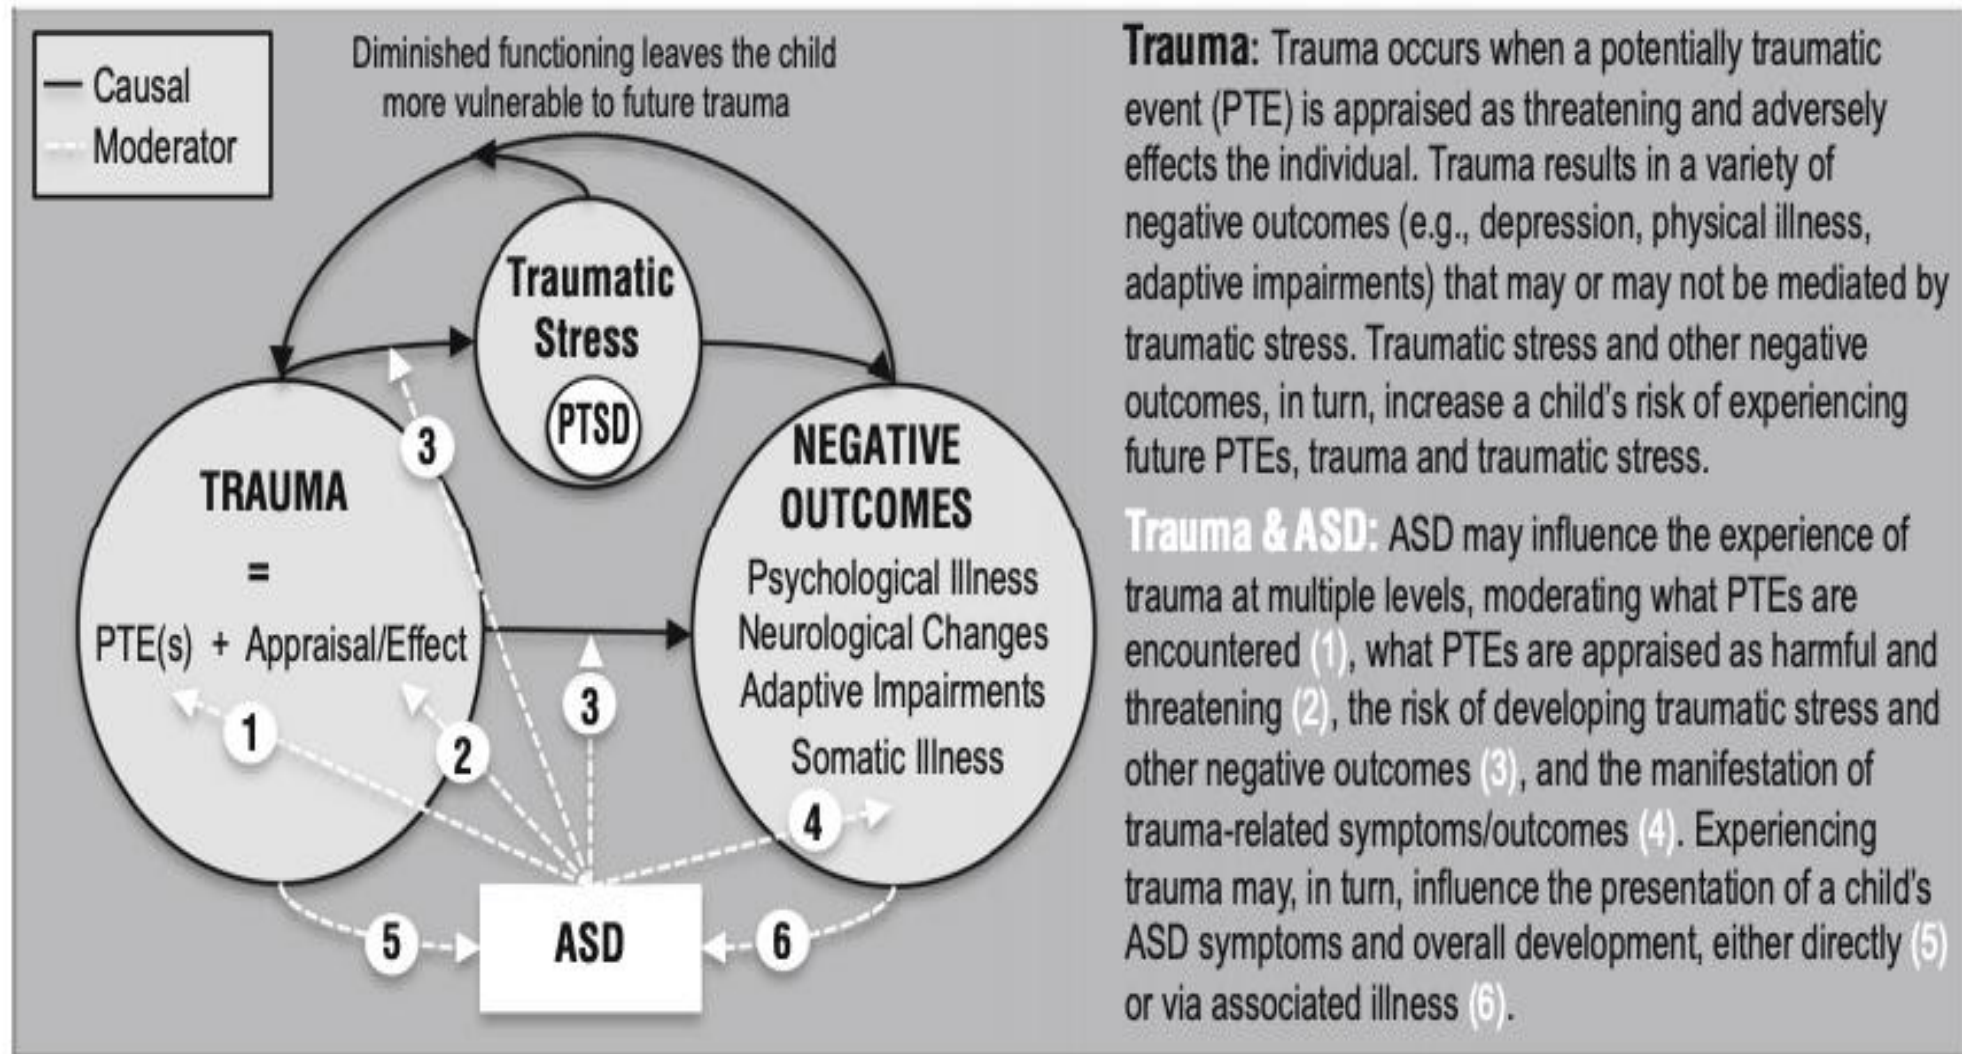 Causal
Moderator
Diminished functioning leaves the child
more vulnerable to future trauma
Traumatic
Stress
PTSD
3
TRAUMA
=
PTE(s) + Appraisal/Effect
1
2
3
NEGATIVE
OUTCOMES
Psychological Illness
Neurological Changes
Adaptive Impairments
Somatic Illness
4
5
ASD
6
Trauma: Trauma occurs when a potentially traumatic
event (PTE) is appraised as threatening and adversely
effects the individual. Trauma results in a variety of
negative outcomes (e.g., depression, physical illness,
adaptive impairments) that may or may not be mediated by
traumatic stress. Traumatic stress and other negative
outcomes, in turn, increase a child's risk of experiencing
future PTEs, trauma and traumatic stress.
Trauma & ASD: ASD may influence the experience of
trauma at multiple levels, moderating what PTEs are
encountered (1), what PTEs are appraised as harmful and
threatening (2), the risk of developing traumatic stress and
other negative outcomes (3), and the manifestation of
trauma-related symptoms/outcomes (4). Experiencing
trauma may, in turn, influence the presentation of a child's
ASD symptoms and overall development, either directly (5)
or via associated illness (6).